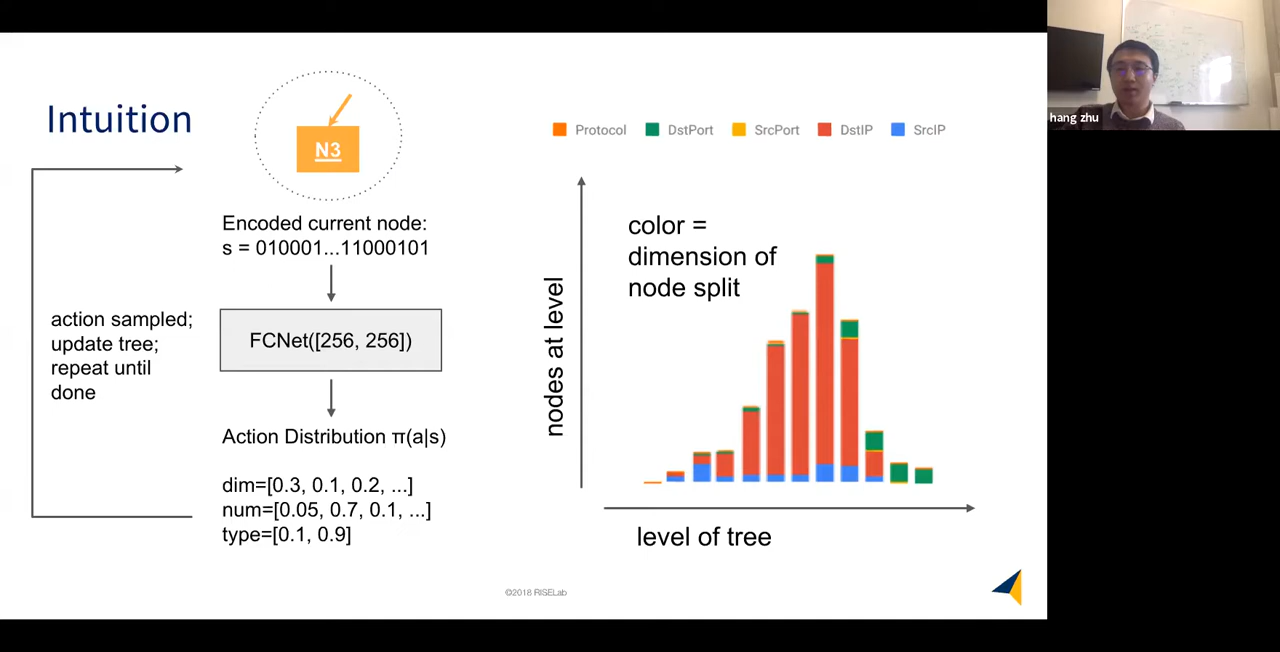 Intuition
N3
Encoded current node:
s = 010001...11000101
FCNet([256, 256])
action sampled;
update tree;
repeat until
done
Action Distribution π(a|s)
dim=[0.3, 0.1, 0.2, ...]
num=[0.05, 0.7, 0.1, ...]
type=[0.1, 0.9]
Protocol DstPort SrcPort DstIP SrcIP
color =
dimension of
node split
nodes at level
level of tree
©2018 RISELab
hang zhu